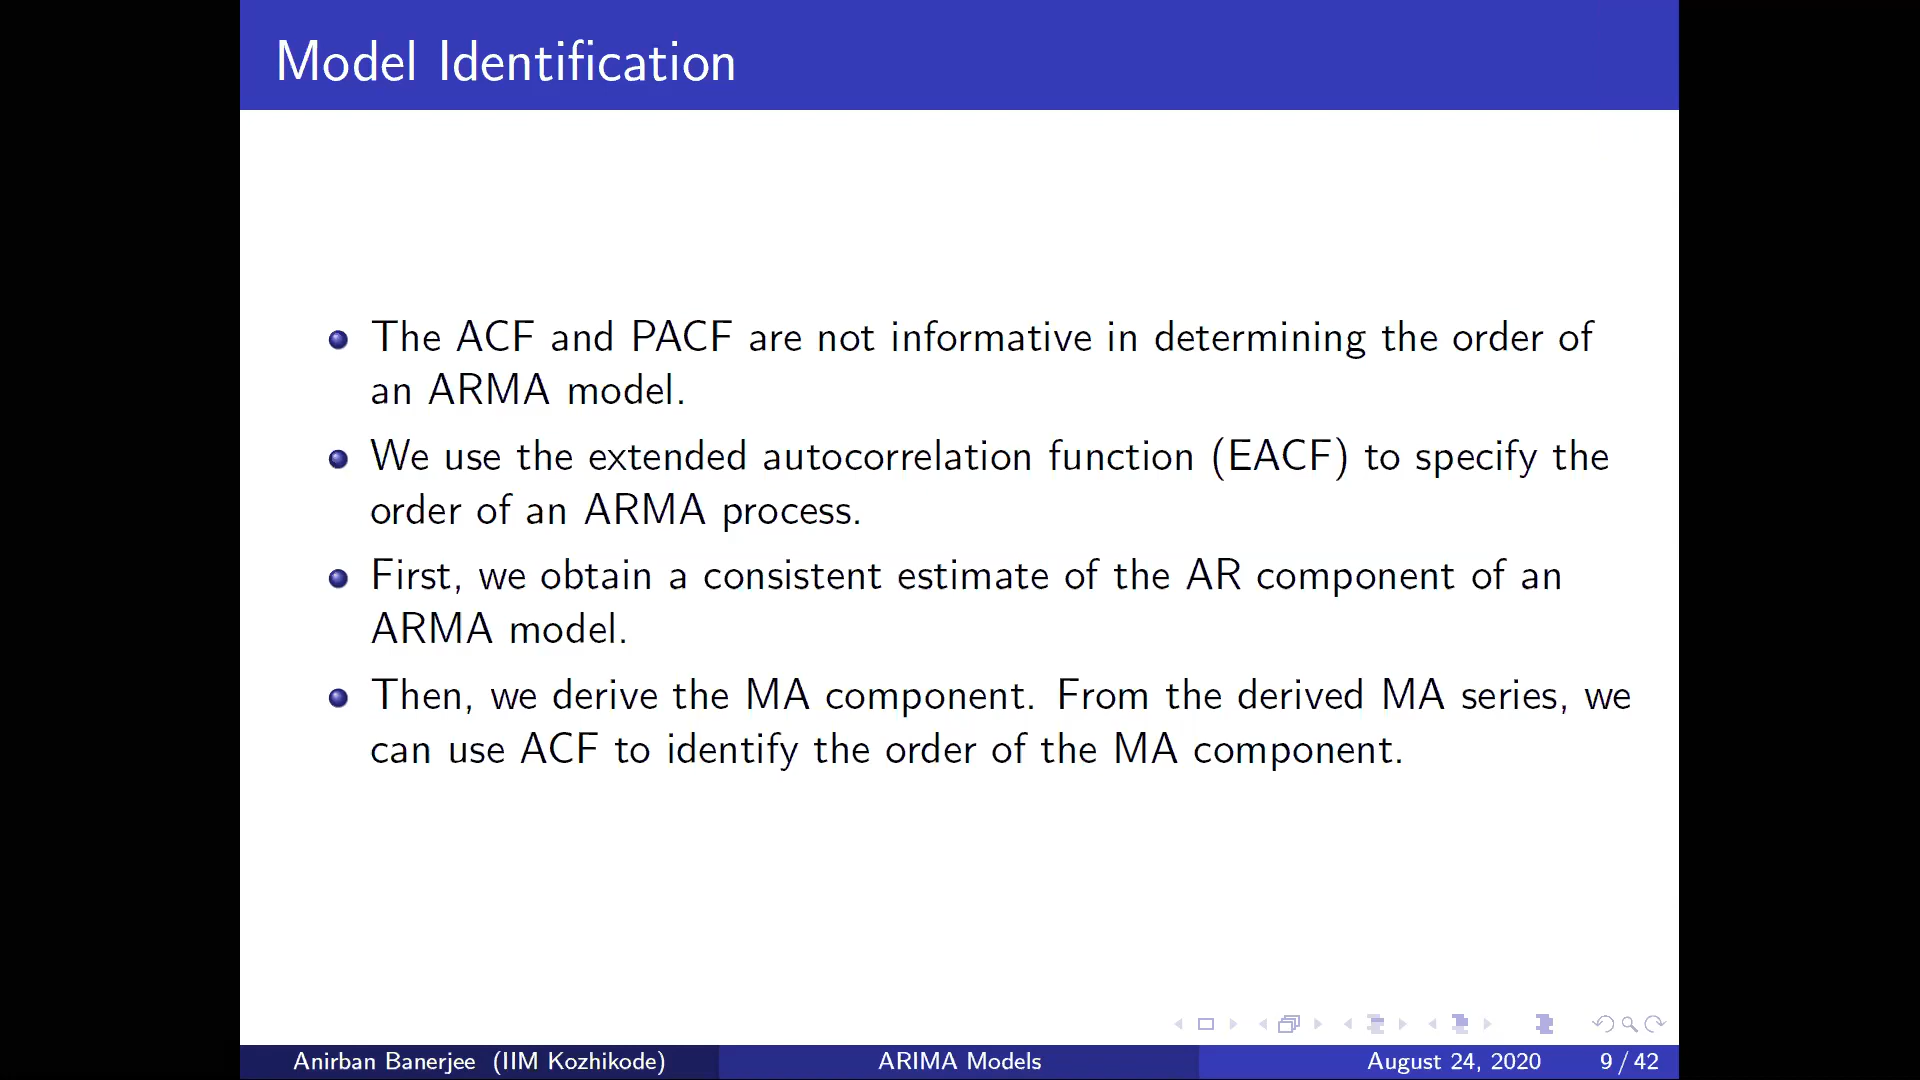 Model Identification
The ACF and PACF are not informative in determining the order of
an ARMA model.
We use the extended autocorrelation function (EACF) to specify the
order of an ARMA process.
First, we obtain a consistent estimate of the AR component of an
ARMA model.
Then, we derive the MA component. From the derived MA series, we
can use ACF to identify the order of the MA component.
Anirban Banerjee (IIM Kozhikode) ARIMA Models August 24, 2020 9 / 42